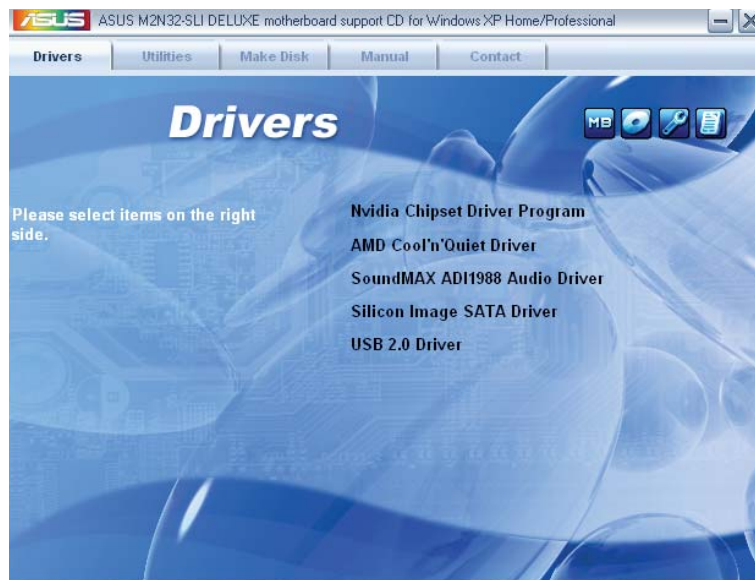 ASUS ASUS M2N32-SLI DELUXE motherboard support CD for Windows XP Home/Professional
Drivers Utilities Make Disk Manual Contact
Drivers
MB
Please select items on the right
side.
Nvidia Chipset Driver Program
AMD Cool'n'Quiet Driver
SoundMAX ADI1988 Audio Driver
Silicon Image SATA Driver
USB 2.0 Driver